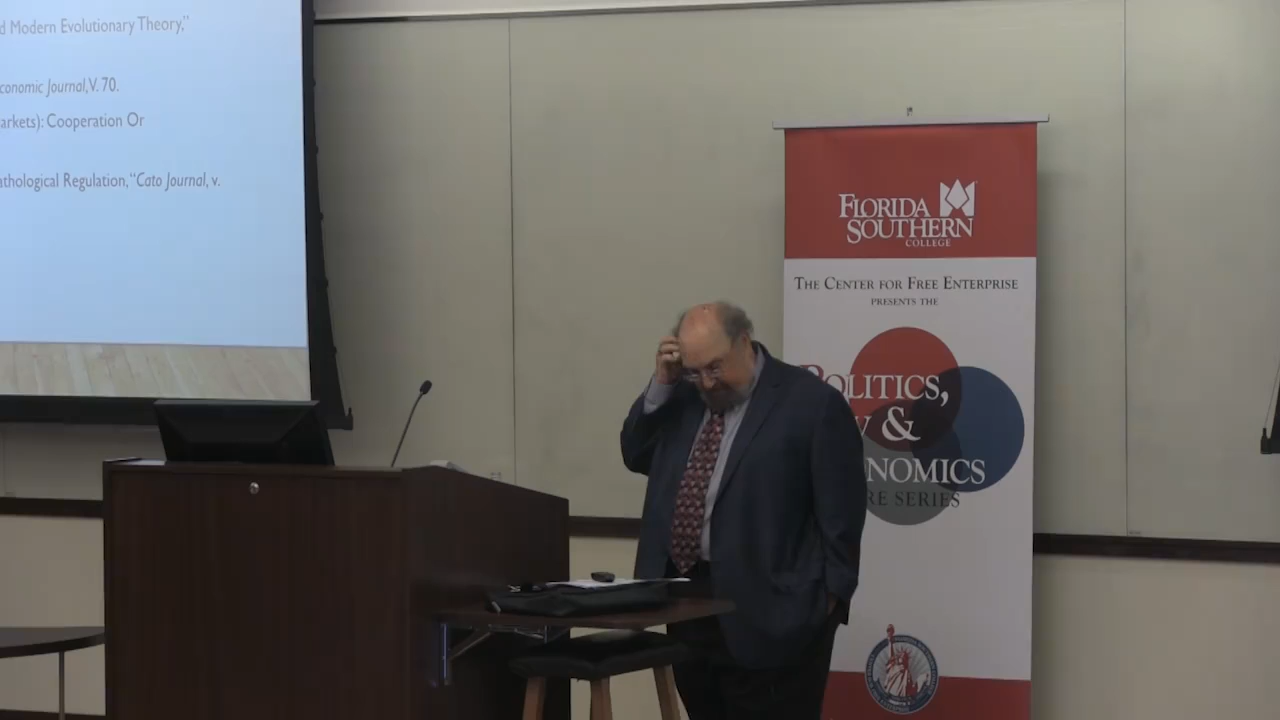 d Modern Evolutionary Theory,”
conomic Journal, V. 70.
arkets): Cooperation Or
athological Regulation, “Cato Journal, v.
FLORIDA
SOUTHERN
COLLEGE
THE CENTER FOR FREE ENTERPRISE
PRESENTS THE
POLITICS,
&
NOMICS
RE SERIES